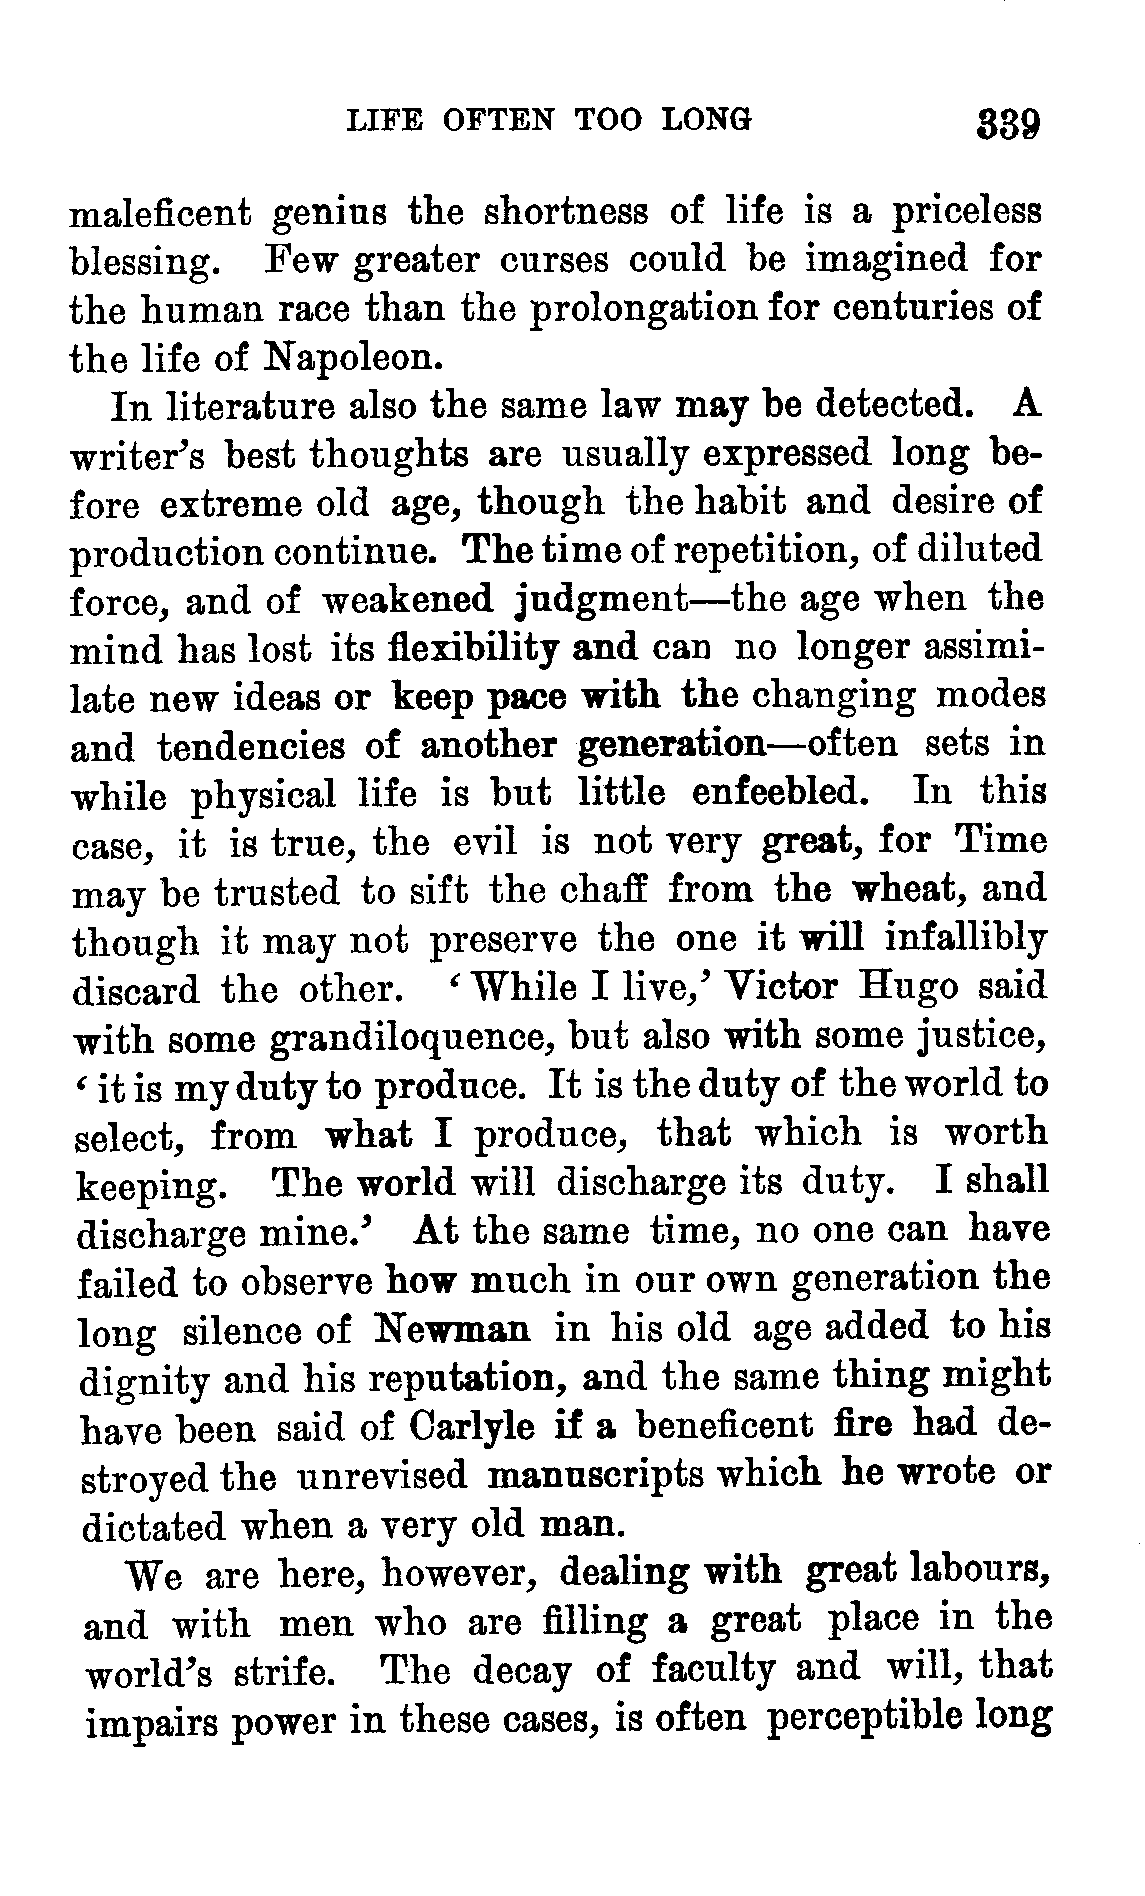 LIFE OFTEN TOO LONG 339
maleficent genius the shortness of life is a priceless
blessing. Few greater curses could be imagined for
the human race than the prolongation for centuries of
the life of Napoleon.
In literature also the same law may be detected. A
writer's best thoughts are usually expressed long be-
fore extreme old age, though the habit and desire of
production continue. The time of repetition, of diluted
force, and of weakened judgment—the age when the
mind has lost its flexibility and can no longer assimi-
late new ideas or keep pace with the changing modes
and tendencies of another generation—often sets in
while physical life is but little enfeebled. In this
case, it is true, the evil is not very great, for Time
may be trusted to sift the chaff from the wheat, and
though it may not preserve the one it will infallibly
discard the other. ‘ While I live,’ Victor Hugo said
with some grandiloquence, but also with some justice,
‘ it is my duty to produce. It is the duty of the world to
select, from what I produce, that which is worth
keeping. The world will discharge its duty. I shall
discharge mine.’ At the same time, no one can have
failed to observe how much in our own generation the
long silence of Newman in his old age added to his
dignity and his reputation, and the same thing might
have been said of Carlyle if a beneficent fire had de-
stroyed the unrevised manuscripts which he wrote or
dictated when a very old man.
We are here, however, dealing with great labours,
and with men who are filling a great place in the
world's strife. The decay of faculty and will, that
impairs power in these cases, is often perceptible long